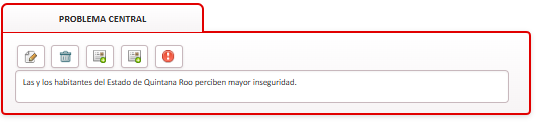 PROBLEMA CENTRAL
Las y los habitantes del Estado de Quintana Roo perciben mayor inseguridad.